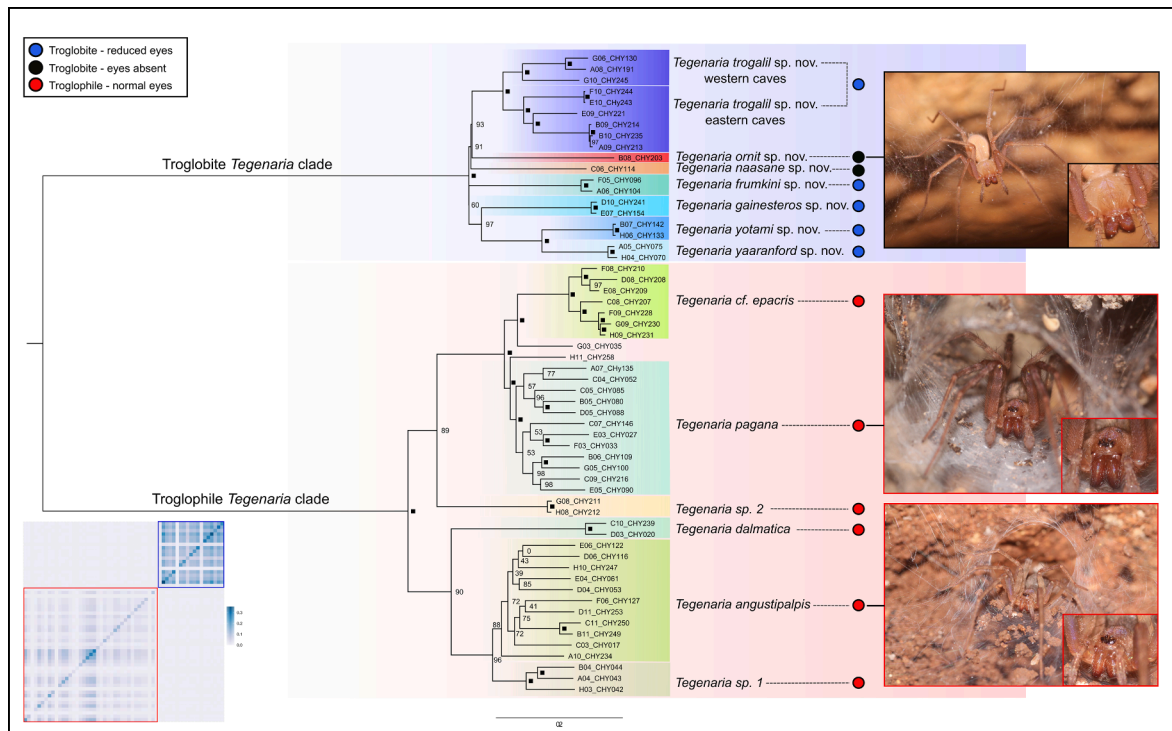 Troglobite - reduced eyes
Troglobite - eyes absent
Troglophile - normal eyes
G06_CHY130
A08_CHY191
G10_CHY245
F10_CHY244
E10_CHy243
E09_CHY221
B09_CHY214
B10_CHY235
97
A09_CHY213
93
91
B08_CHY203
C06_CHY114
F05_CHY096
A06_CHY104
60
D10_CHY241
E07_CHY154
97
B07_CHY142
H06_CHY133
A05_CHY075
H04_CHY070
Troglobite Tegenaria clade
Tegenaria trogalil sp. nov.
western caves
Tegenaria trogalil sp. nov.
eastern caves
Tegenaria ornit sp. nov.
Tegenaria naasane sp. nov.
Tegenaria frumkini sp. nov.
Tegenaria gainesteros sp. nov.
Tegenaria yotami sp. nov.
Tegenaria yaaranford sp. nov.
F08_CHY210
D08_CHY208
97
E08_CHY209
C08_CHY207
F09_CHY228
G09_CHY230
H09_CHY231
G03_CHY035
H11_CHY258
A07_CHy135
77
C04_CHY052
57
C05_CHY085
96
B05_CHY080
D05_CHY088
C07_CHY146
53
E03_CHY027
F03_CHY033
53
B06_CHY109
G05_CHY100
98
C09_CHY216
98
E05_CHY090
89
G08_CHY211
H08_CHY212
C10_CHY239
D03_CHY020
90
E06_CHY122
0
D06_CHY116
43
H10_CHY247
39
E04_CHY061
85
D04_CHY053
72
F06_CHY127
41
D11_CHY253
75
C11_CHY250
88
72
B11_CHY249
C03_CHY017
96
A10_CHY234
B04_CHY044
A04_CHY043
H03_CHY042
Troglophile Tegenaria clade
Tegenaria cf. epacris
Tegenaria pagana
Tegenaria sp. 2
Tegenaria dalmatica
Tegenaria angustipalpis
Tegenaria sp. 1
0.3
0.2
0.1
0.0
02